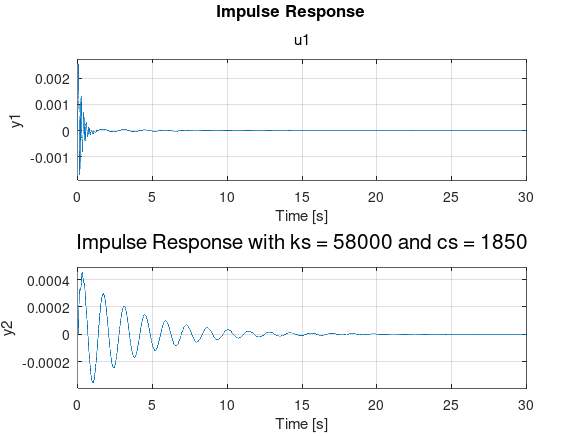 Impulse Response
u1
0.002
0.001
0
-0.001
y1
0 5 10 15 20 25 30
Time [s]
Impulse Response with ks = 58000 and cs = 1850
0.0004
0.0002
0
-0.0002
y2
0 5 10 15 20 25 30
Time [s]